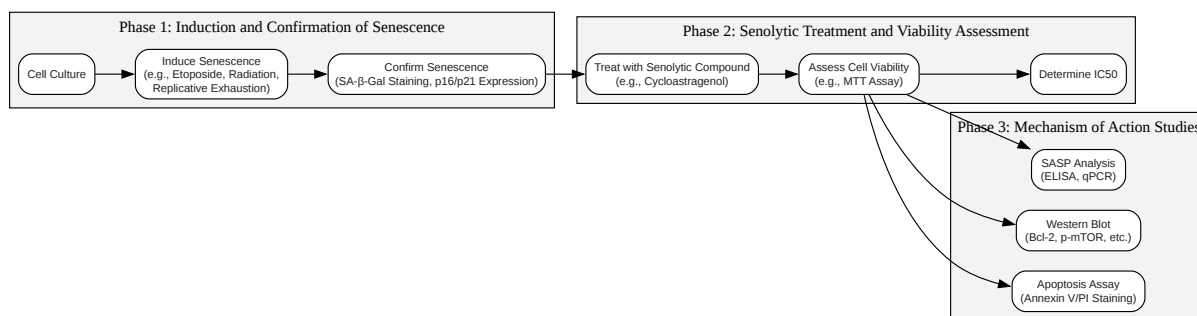 Phase 1: Induction and Confirmation of Senescence
Cell Culture
Induce Senescence
(e.g., Etoposide, Radiation,
Replicative Exhaustion)
Confirm Senescence
(SA-β-Gal Staining, p16/p21 Expression)
Phase 2: Senolytic Treatment and Viability Assessment
Treat with Senolytic Compound
(e.g., Cycloastragenol)
Assess Cell Viability
(e.g., MTT Assay)
Determine IC50
Phase 3: Mechanism of Action Studies
SASP Analysis
(ELISA, qPCR)
Western Blot
(Bcl-2, p-mTOR, etc.)
Apoptosis Assay
(Annexin V/PI Staining)